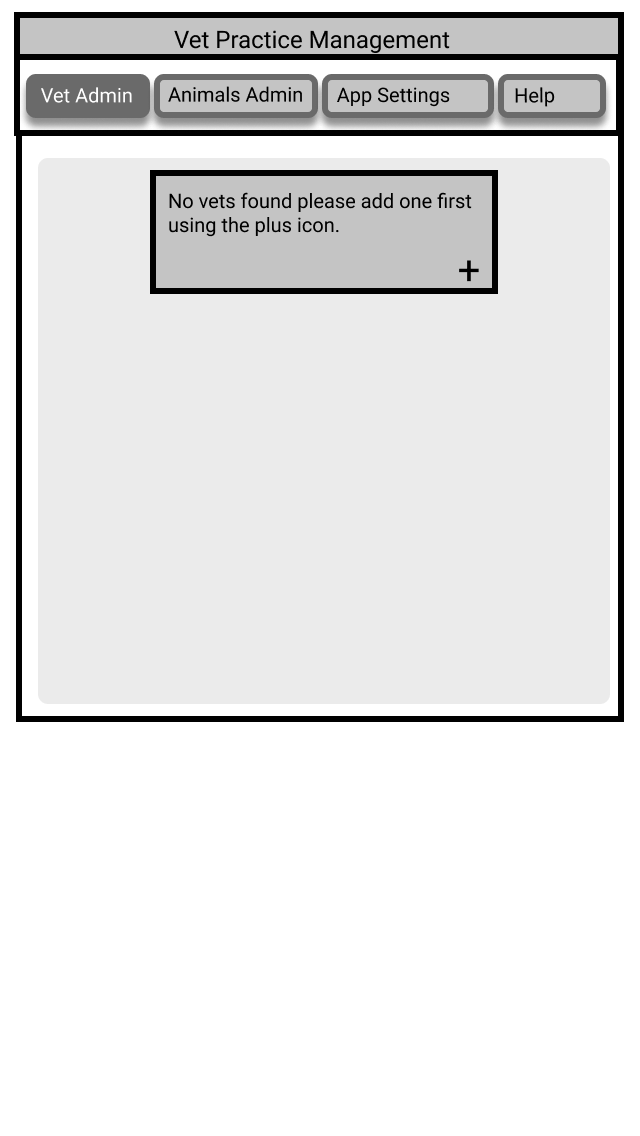 Vet Practice Management
Vet Admin
Animals Admin
App Settings
Help
No vets found please add one first
using the plus icon.
+